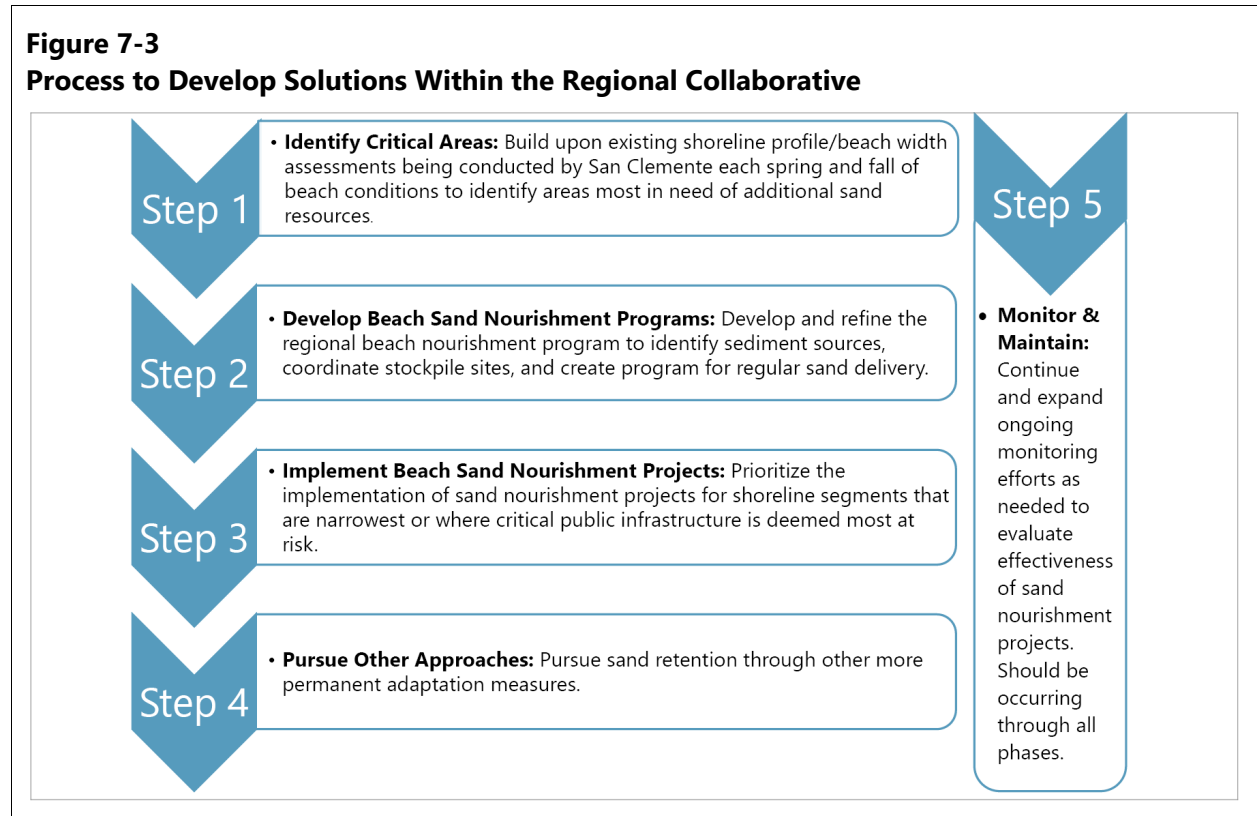 Figure 7-3
Process to Develop Solutions Within the Regional Collaborative
Step 1
• Identify Critical Areas: Build upon existing shoreline profile/beach width
assessments being conducted by San Clemente each spring and fall of
beach conditions to identify areas most in need of additional sand
resources.
Step 2
• Develop Beach Sand Nourishment Programs: Develop and refine the
regional beach nourishment program to identify sediment sources,
coordinate stockpile sites, and create program for regular sand delivery.
Step 3
• Implement Beach Sand Nourishment Projects: Prioritize the
implementation of sand nourishment projects for shoreline segments that
are narrowest or where critical public infrastructure is deemed most at
risk.
Step 4
• Pursue Other Approaches: Pursue sand retention through other more
permanent adaptation measures.
Step 5
• Monitor &
Maintain:
Continue
and expand
ongoing
monitoring
efforts as
needed to
evaluate
effectiveness
of sand
nourishment
projects.
Should be
occurring
through all
phases.